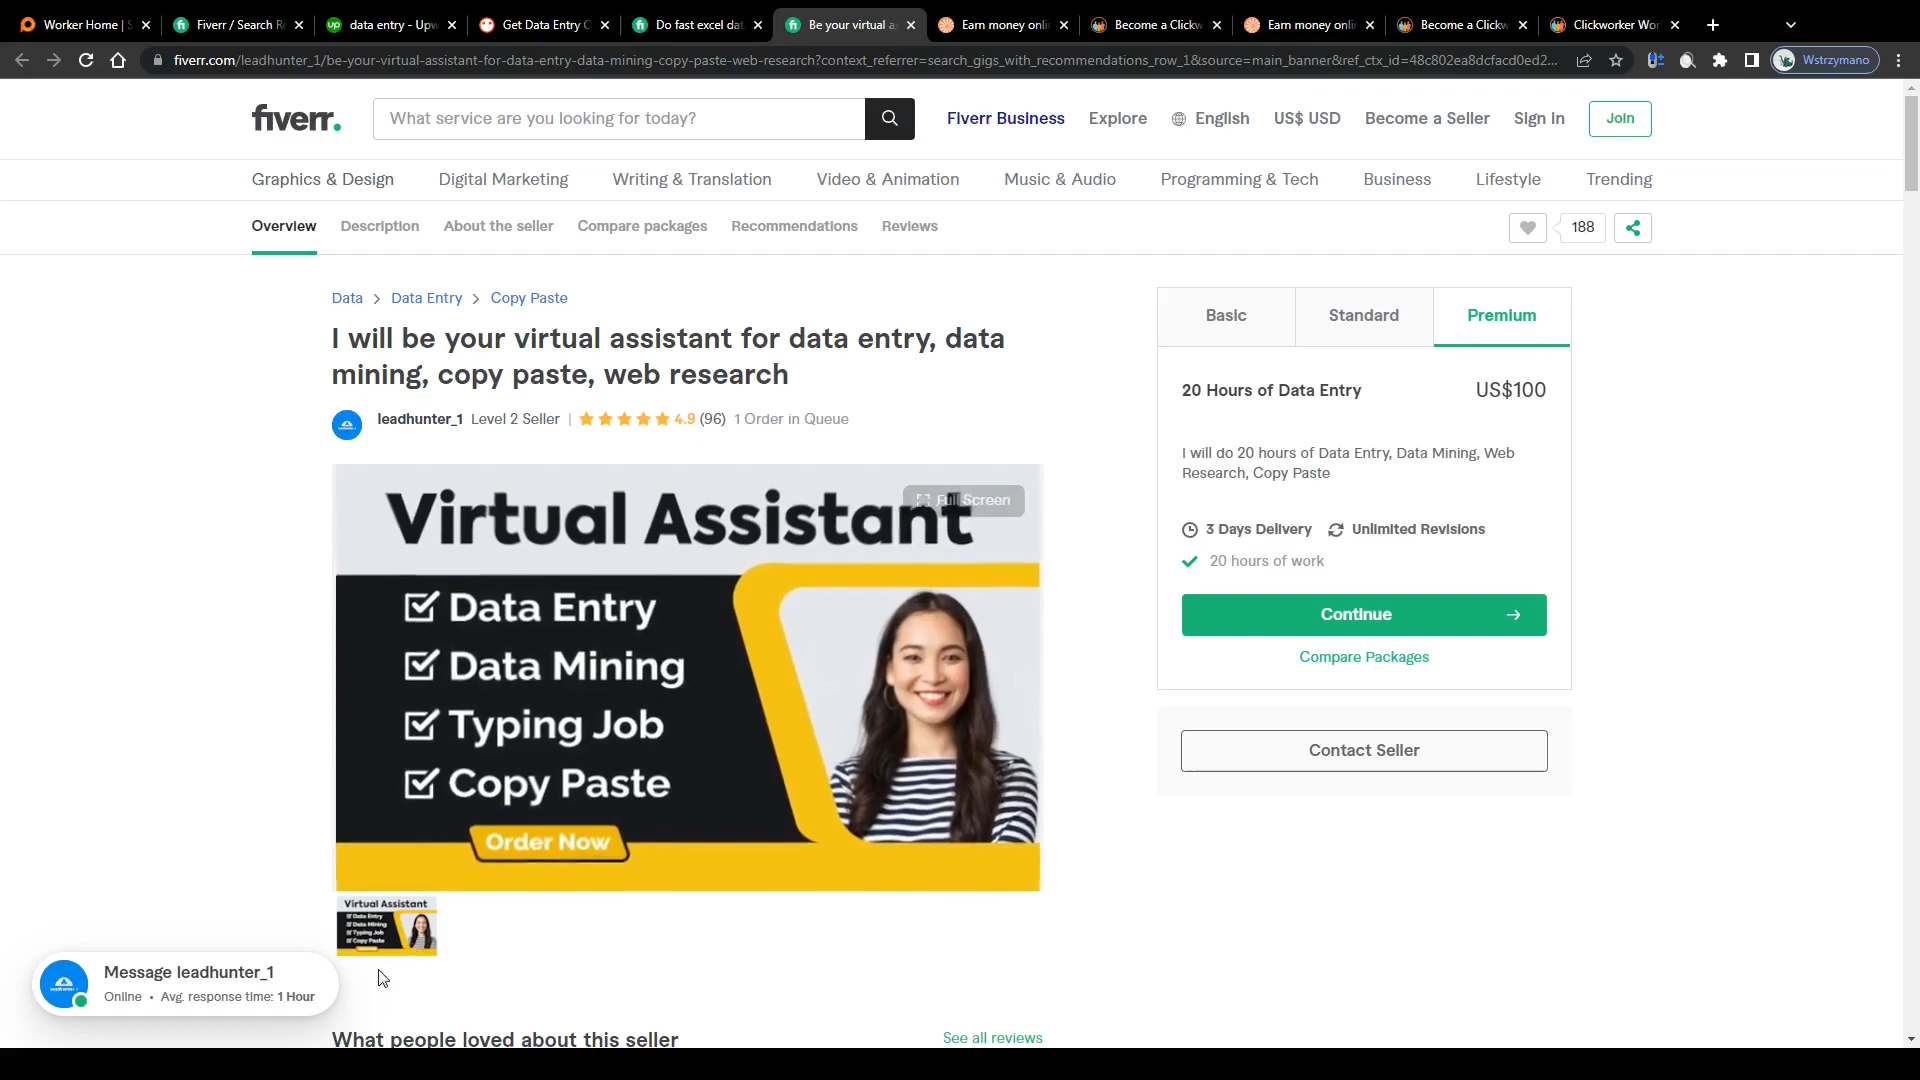 Worker Home | S
Fiverr / Search Re
data entry - Upw
Get Data Entry O
Do fast excel dat
Be your virtual a
Earn money onli
Become a Clickw
Earn money onli
Become a Clickw
Clickworker Wor
fiverr.com/leadhunter_1/be-your-virtual-assistant-for-data-entry-data-mining-copy-paste-web-research?context_referrer=search_gigs_with_recommendations_row_1&source=main_banner&ref_ctx_id=48c802ea8dcfacd0ed2...
Wstrzymano
fiverr.
What service are you looking for today?
Fiverr Business
Explore
English
US$ USD
Become a Seller
Sign in
Join
Graphics & Design
Digital Marketing
Writing & Translation
Video & Animation
Music & Audio
Programming & Tech
Business
Lifestyle
Trending
Overview
Description
About the seller
Compare packages
Recommendations
Reviews
188
Data > Data Entry > Copy Paste
I will be your virtual assistant for data entry, data
mining, copy paste, web research
leadhunter_1 Level 2 Seller | 4.9 (96) 1 Order in Queue
Full Screen
Virtual Assistant
Data Entry
Data Mining
Typing Job
Copy Paste
Order Now
Virtual Assistant
Data Entry
Data Mining
Typing Job
Copy Paste
Basic
Standard
Premium
20 Hours of Data Entry
US$100
I will do 20 hours of Data Entry, Data Mining, Web
Research, Copy Paste
3 Days Delivery
Unlimited Revisions
20 hours of work
Continue
Compare Packages
Contact Seller
Message leadhunter_1
Online • Avg. response time: 1 Hour
What people loved about this seller
See all reviews